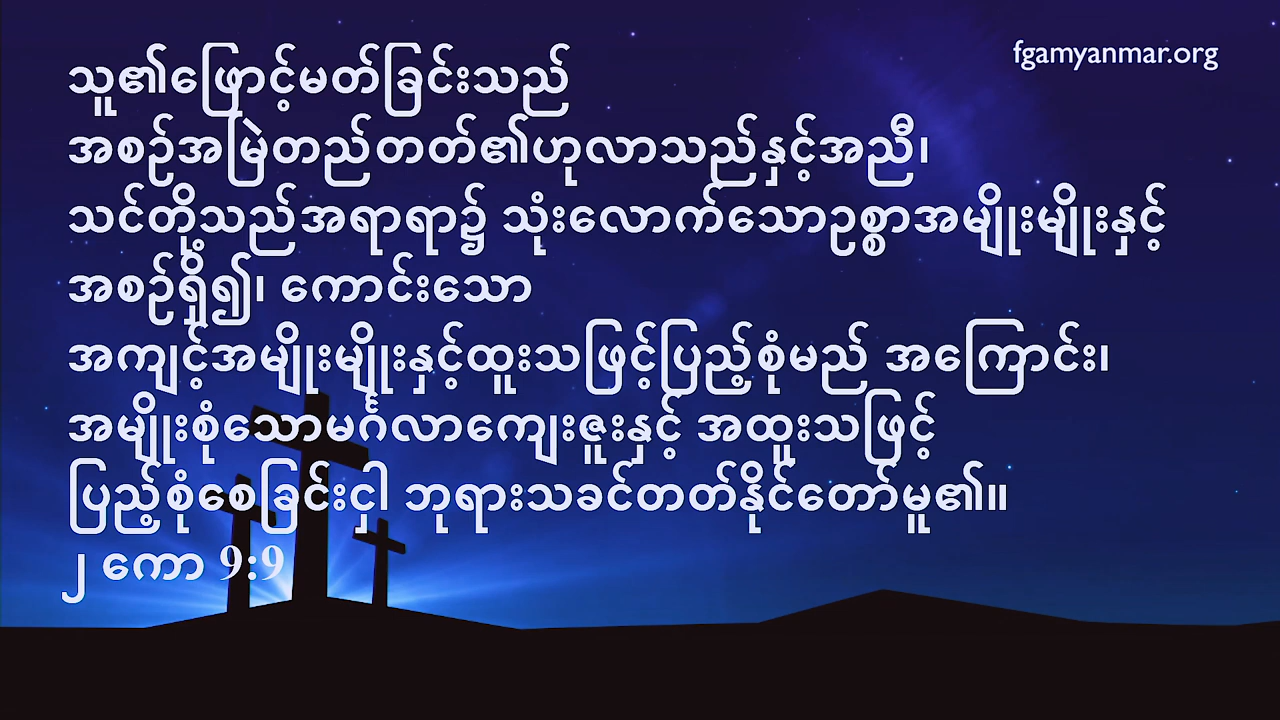 fgamyanmar.org
သူ၏ဖြောင့်မတ်ခြင်းသည်
အစဉ်အမြဲတည်တတ်၏ဟုလာသည်နှင့်အညီ၊
သင်တို့သည်အရာရာ၌ သုံးလောက်သောဥစ္စာအမျိုးမျိုးနှင့်
အစဉ်ရှိ၍၊ ကောင်းသော
အကျင့်အမျိုးမျိုးနှင့်ထူးသဖြင့်ပြည့်စုံမည် အကြောင်း၊
အမျိုးစုံသောမင်္ဂလာကျေးဇူးနှင့် အထူးသဖြင့်
ပြည့်စုံစေခြင်းငှါ ဘုရားသခင်တတ်နိုင်တော်မူ၏။
၂ ကော 9:9